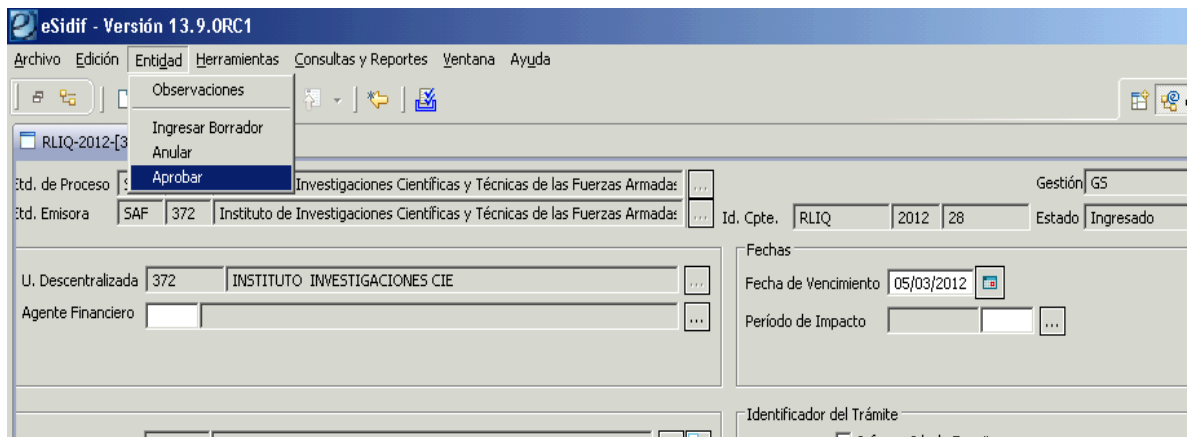 eSidif - Versión 13.9.0RC1
Archivo Edición Entidad Herramientas Consultas y Reportes Ventana Ayuda
Observaciones
Ingresar Borrador
Anular
Aprobar
RLIQ-2012-[3
Etd. de Proceso Investigaciones Científicas y Técnicas de las Fuerzas Armadas ... Gestión GS
Etd. Emisora SAF 372 Instituto de Investigaciones Científicas y Técnicas de las Fuerzas Armadas ... Id. Cpte. RLIQ 2012 28 Estado Ingresado
Fechas
U. Descentralizada 372 INSTITUTO INVESTIGACIONES CIE ... Fecha de Vencimiento 05/03/2012
Agente Financiero ... Período de Impacto ...
Identificador del Trámite